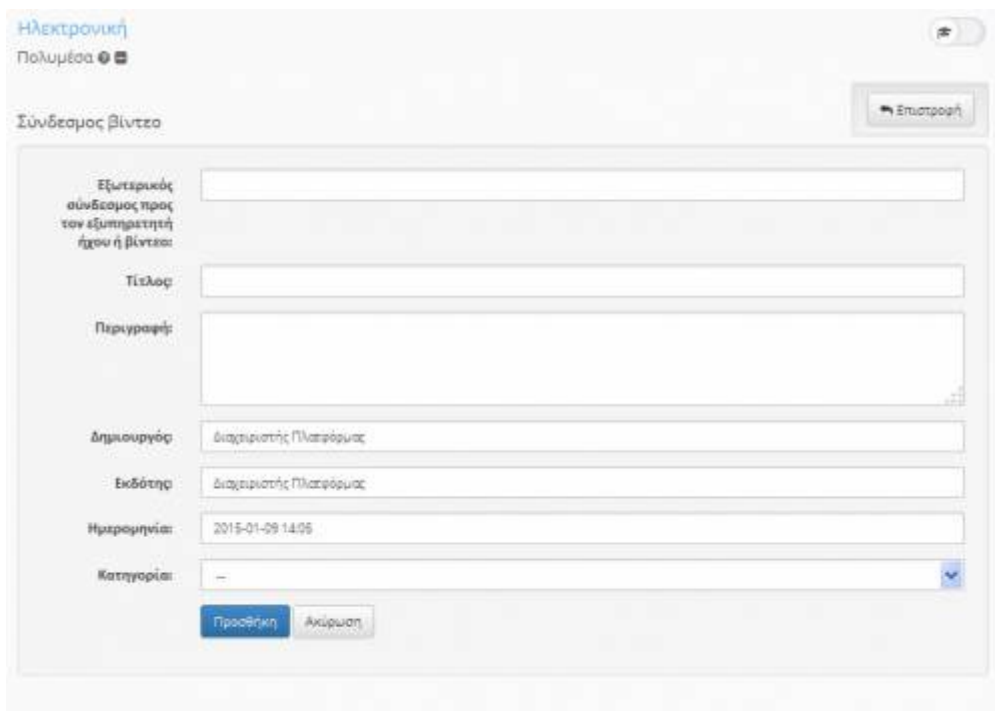 Ηλεκτρονική
Πολυμέσα
Επιστροφή
Σύνδεσμος βίντεο
Εξωτερικός
σύνδεσμος προς
τον εξυπηρετητή
ήχου ή βίντεο:
Τίτλος:
Περιγραφή:
Δημιουργός: Διαχειριστής Πλατφόρμας
Εκδότης: Διαχειριστής Πλατφόρμας
Ημερομηνία: 2015-01-09 14:05
Κατηγορία: ---
Προσθήκη Ακύρωση